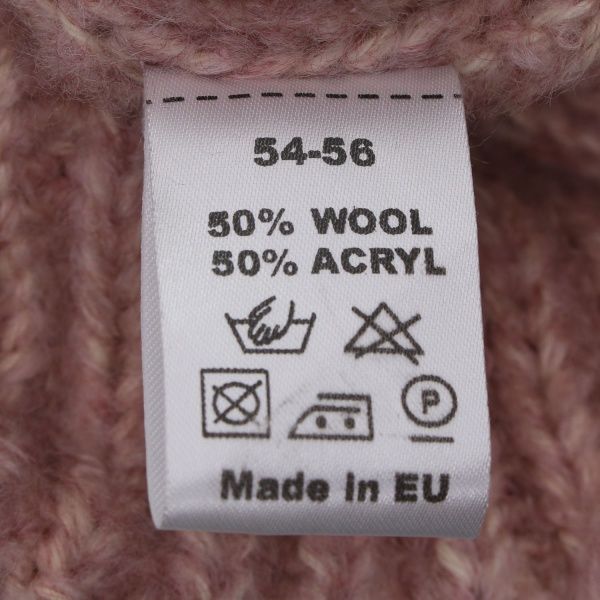 54-56
50% WOOL
50% ACRYL
P
Made in EU